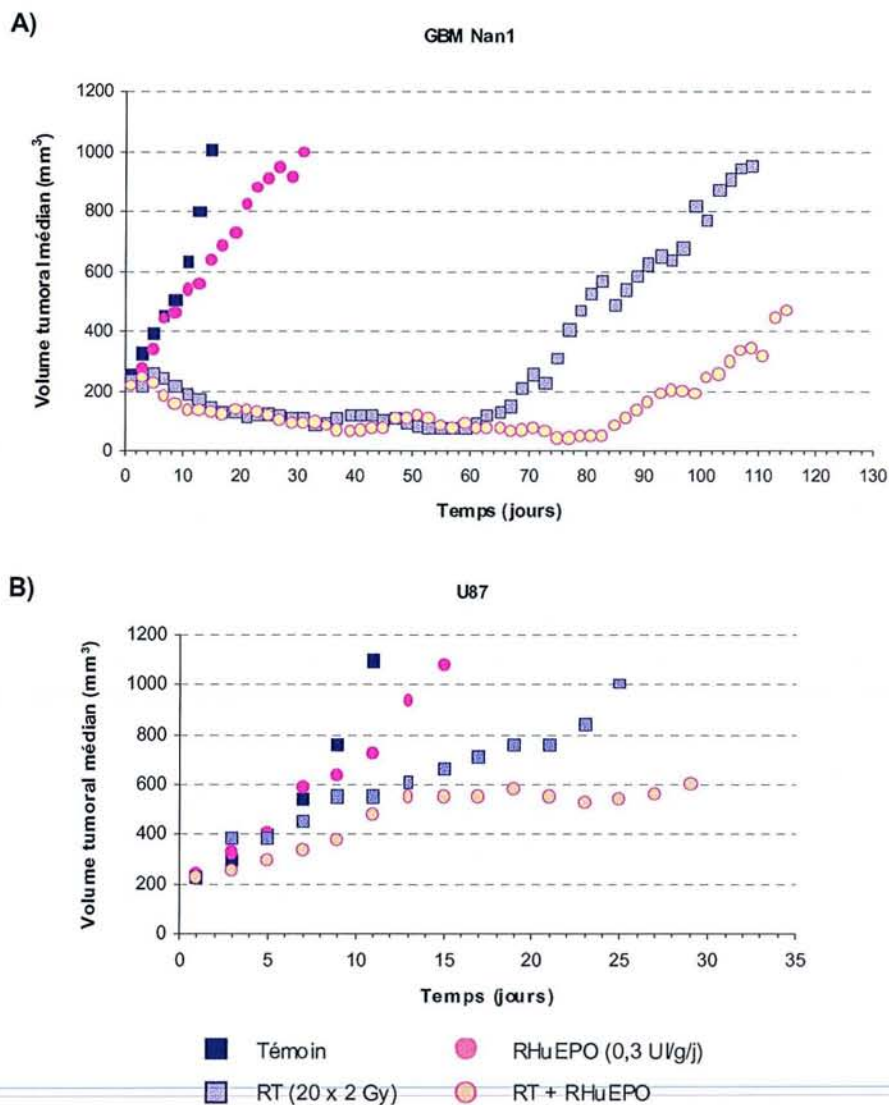 A)
GBM Nan1
Volume tumoral médian (mm³)
1200
1000
800
600
400
200
0
0 10 20 30 40 50 60 70 80 90 100 110 120 130
Temps (jours)
B)
U87
Volume tumoral médian (mm³)
1200
1000
800
600
400
200
0
0 5 10 15 20 25 30 35
Temps (jours)
Témoin RHuEPO (0,3 UI/g/j)
RT (20 x 2 Gy) RT + RHuEPO